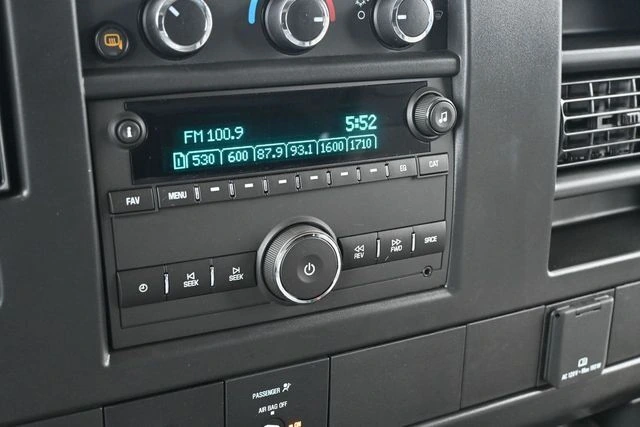 FM 100.9 5:52
1 530 600 87.9 93.1 1600 1710
FAV MENU EQ CAT
SEEK SEEK REV FWD SRCE
PASSENGER
AIR BAG OFF